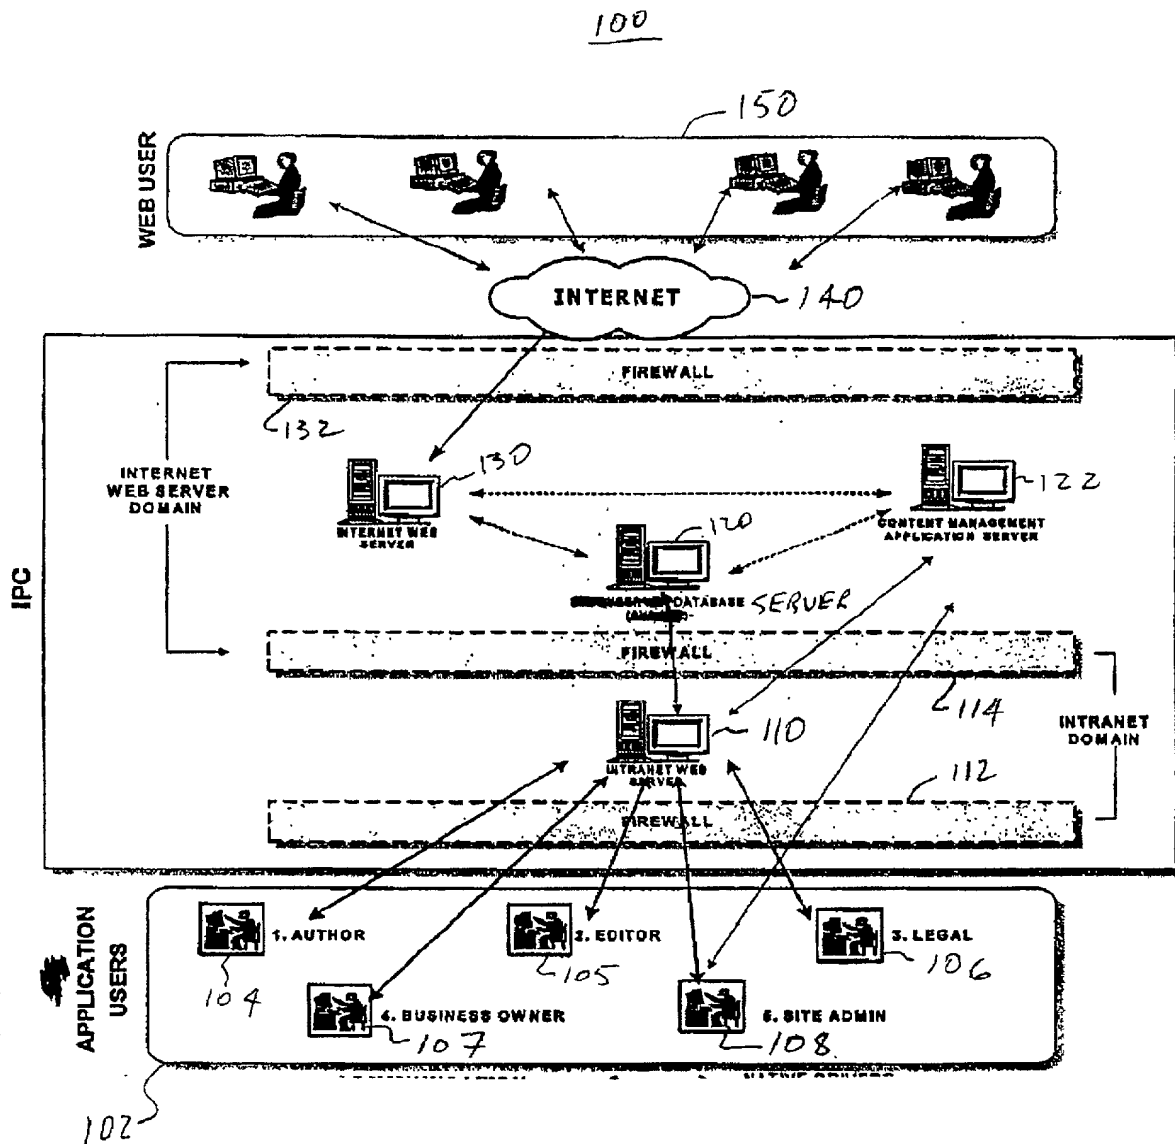 100
150
WEB USER
INTERNET
140
FIREWALL
132
INTERNET
WEB SERVER
DOMAIN
130
INTERNET WEB
SERVER
122
CONTENT MANAGEMENT
APPLICATION SERVER
120
DATABASE SERVER
IPC
FIREWALL
114
INTRANET
DOMAIN
110
INTRANET WEB
SERVER
112
FIREWALL
APPLICATION
USERS
1. AUTHOR
104
2. EDITOR
105
3. LEGAL
106
4. BUSINESS OWNER
107
5. SITE ADMIN
108
NATIVE DRIVERS
102